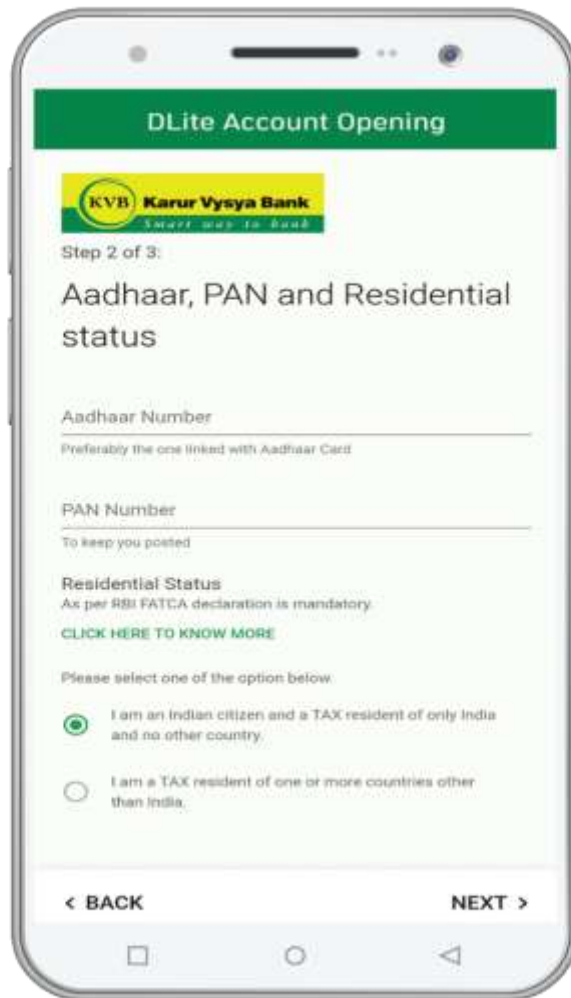 DLite Account Opening
KVB Karur Vysya Bank
Smart way to bank
Step 2 of 3:
Aadhaar, PAN and Residential
status
Aadhaar Number
Preferably the one linked with Aadhaar Card
PAN Number
To keep you posted
Residential Status
As per RBI FATCA declaration is mandatory.
CLICK HERE TO KNOW MORE
Please select one of the option below
I am an Indian citizen and a TAX resident of only India
and no other country.
I am a TAX resident of one or more countries other
than India.
< BACK NEXT >